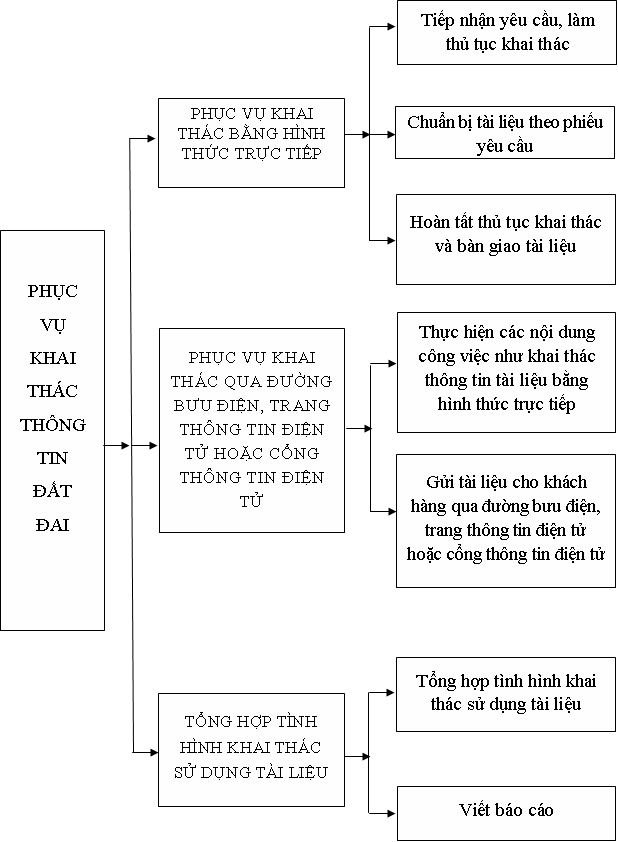 PHỤC
VỤ
KHAI
THÁC
THÔNG
TIN
ĐẤT
ĐAI
PHỤC VỤ KHAI
THÁC BẰNG HÌNH
THỨC TRỰC TIẾP
Tiếp nhận yêu cầu, làm
thủ tục khai thác
Chuẩn bị tài liệu theo phiếu
yêu cầu
Hoàn tất thủ tục khai thác
và bàn giao tài liệu
PHỤC VỤ KHAI
THÁC QUA ĐƯỜNG
BƯU ĐIỆN, TRANG
THÔNG TIN ĐIỆN
TỬ HOẶC CỔNG
THÔNG TIN ĐIỆN
TỬ
Thực hiện các nội dung
công việc như khai thác
thông tin tài liệu bằng
hình thức trực tiếp
Gửi tài liệu cho khách
hàng qua đường bưu điện,
trang thông tin điện tử
hoặc cổng thông tin điện tử
TỔNG HỢP TÌNH
HÌNH KHAI THÁC
SỬ DỤNG TÀI LIỆU
Tổng hợp tình hình khai
thác sử dụng tài liệu
Viết báo cáo